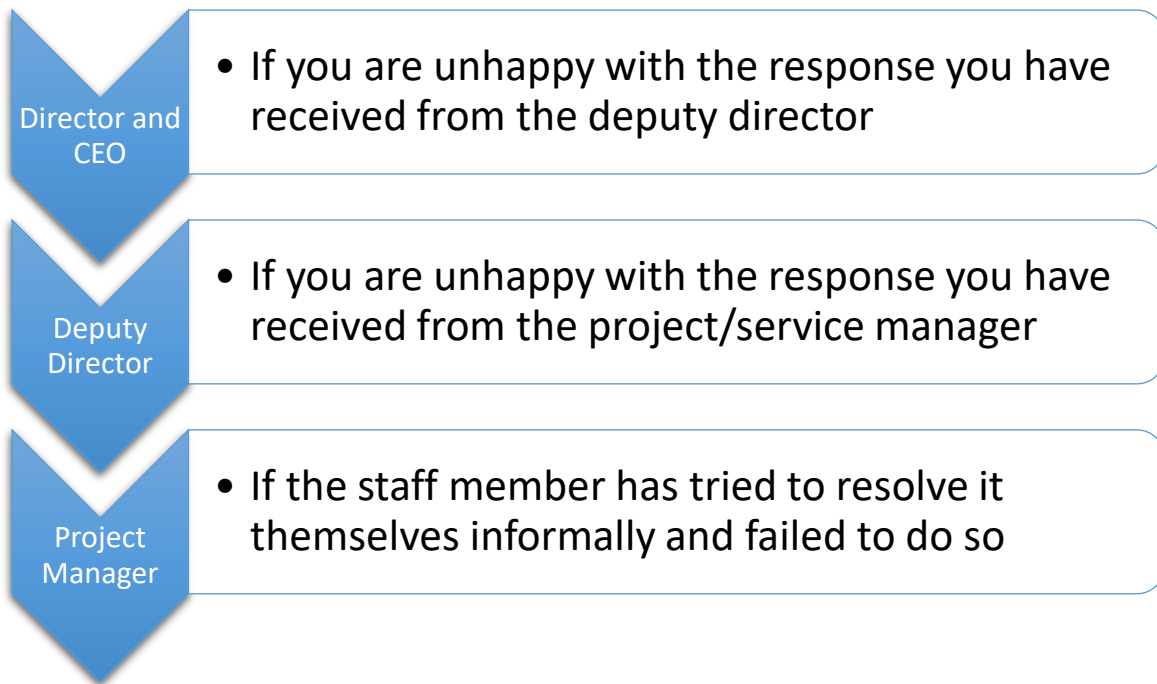 Director and
CEO
• If you are unhappy with the response you have
received from the deputy director
Deputy
Director
• If you are unhappy with the response you have
received from the project/service manager
Project
Manager
• If the staff member has tried to resolve it
themselves informally and failed to do so